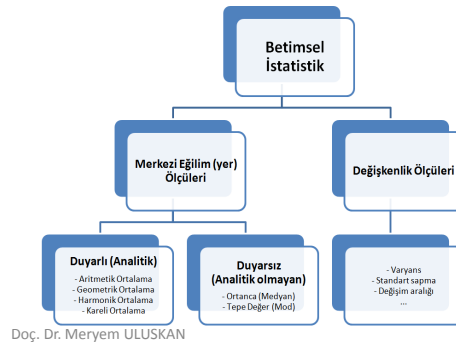 Betimsel
İstatistik
Merkezi Eğilim (yer)
Ölçüleri
Değişkenlik Ölçüleri
Duyarlı (Analitik)
- Aritmetik Ortalama
- Geometrik Ortalama
- Harmonik Ortalama
- Kareli Ortalama
Duyarsız
(Analitik olmayan)
- Ortanca (Medyan)
- Tepe Değer (Mod)
- Varyans
- Standart sapma
- Değişim aralığı
...
Doç. Dr. Meryem ULUSKAN